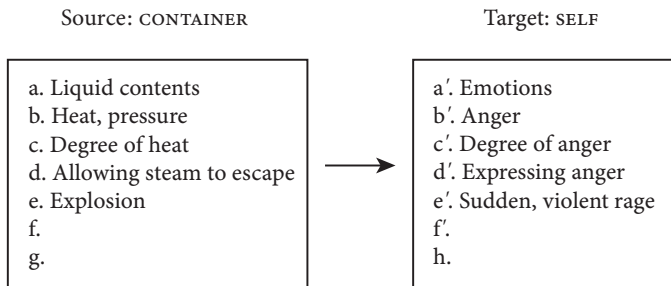 Source: CONTAINER
Target: SELF
a. Liquid contents
b. Heat, pressure
c. Degree of heat
d. Allowing steam to escape
e. Explosion
f.
g.
a′. Emotions
b′. Anger
c′. Degree of anger
d′. Expressing anger
e′. Sudden, violent rage
f′.
h.